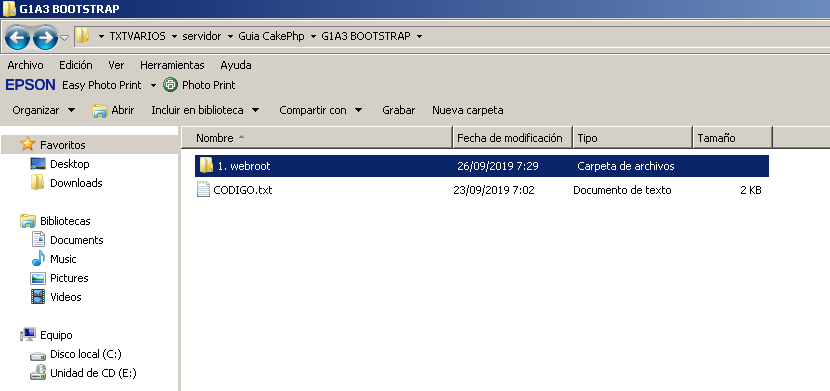 G1A3 BOOTSTRAP
TXTVARIOS servidor Guia CakePhp G1A3 BOOTSTRAP
Archivo Edición Ver Herramientas Ayuda
EPSON Easy Photo Print Photo Print
Organizar Abrir Incluir en biblioteca Compartir con Grabar Nueva carpeta
Favoritos
Desktop
Downloads
Bibliotecas
Documents
Music
Pictures
Videos
Equipo
Disco local (C:)
Unidad de CD (E:)
Nombre Fecha de modificación Tipo Tamaño
1. webroot 26/09/2019 7:29 Carpeta de archivos
CODIGO.txt 23/09/2019 7:02 Documento de texto 2 KB